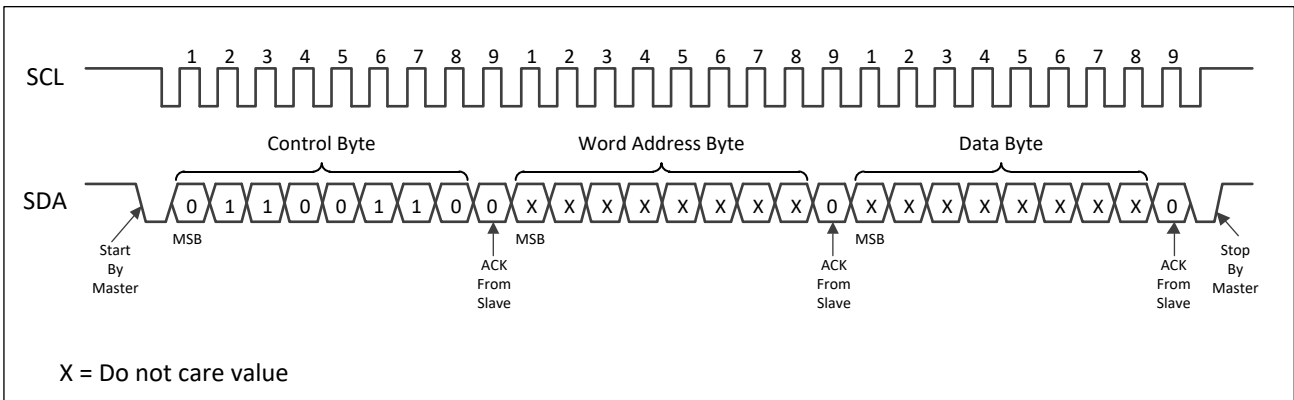 1 2 3 4 5 6 7 8 9 1 2 3 4 5 6 7 8 9 1 2 3 4 5 6 7 8 9
SCL
Control Byte Word Address Byte Data Byte
SDA
0 1 1 0 0 1 1 0 0 X X X X X X X X 0 X X X X X X X X 0
MSB MSB MSB
Start
By
Master
ACK
From
Slave
ACK
From
Slave
ACK
From
Slave
Stop
By
Master
X = Do not care value